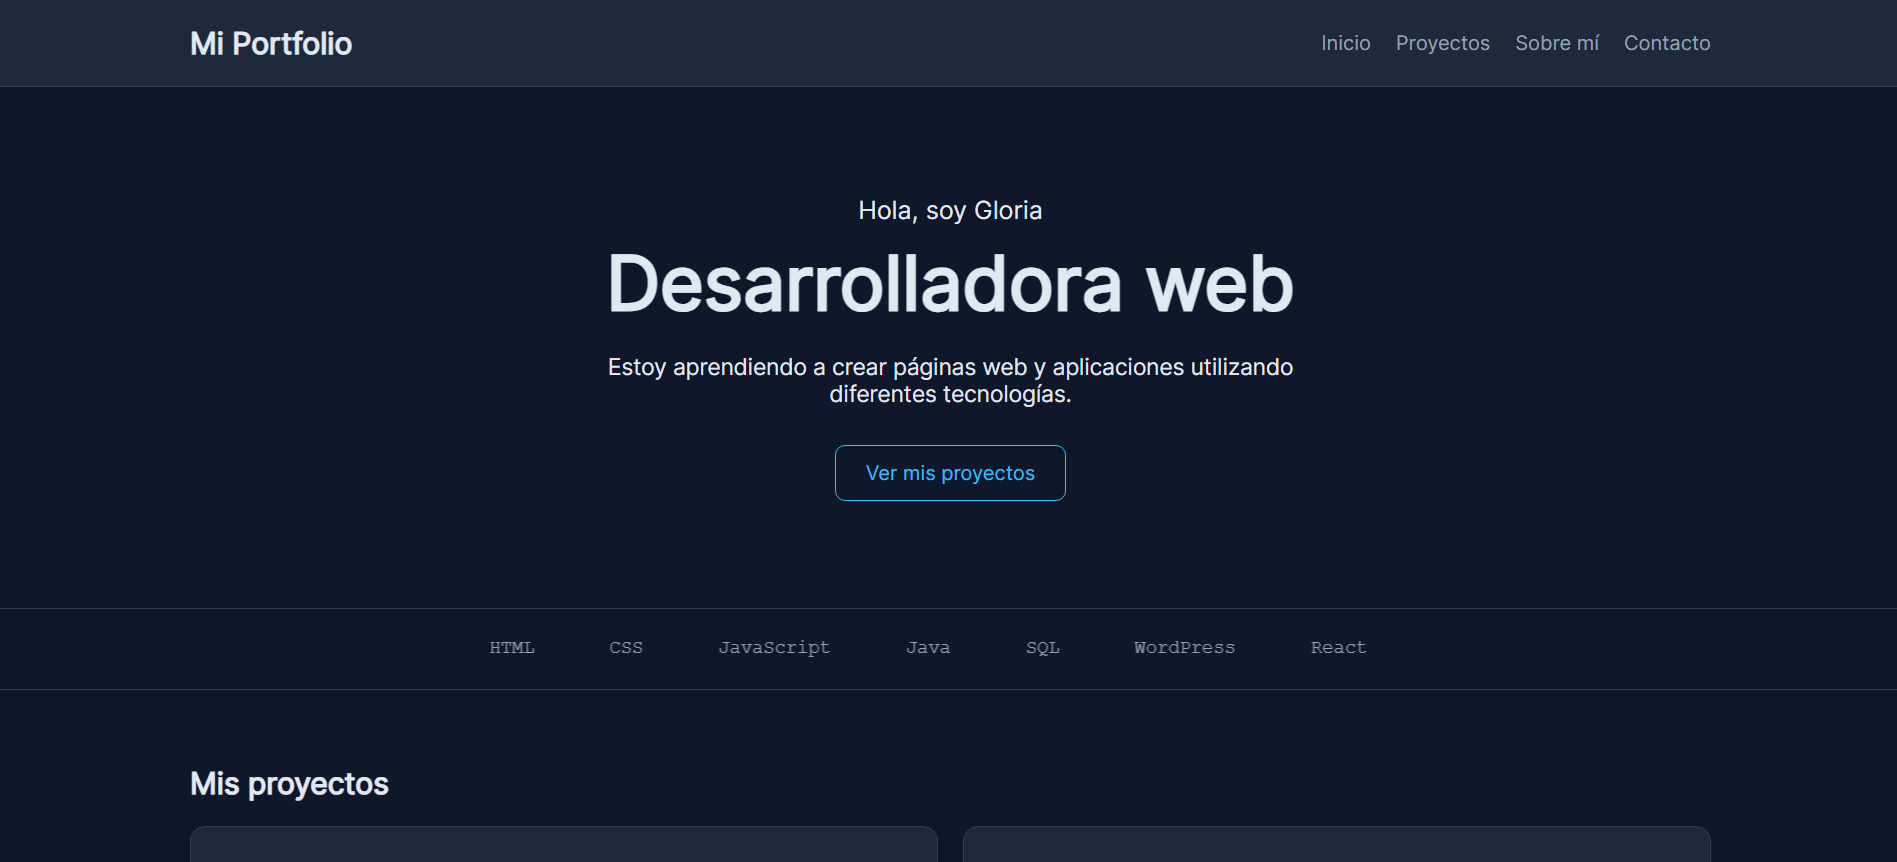 Mi Portfolio
Inicio Proyectos Sobre mí Contacto
Hola, soy Gloria
Desarrolladora web
Estoy aprendiendo a crear páginas web y aplicaciones utilizando
diferentes tecnologías.
Ver mis proyectos
HTML CSS JavaScript Java SQL WordPress React
Mis proyectos